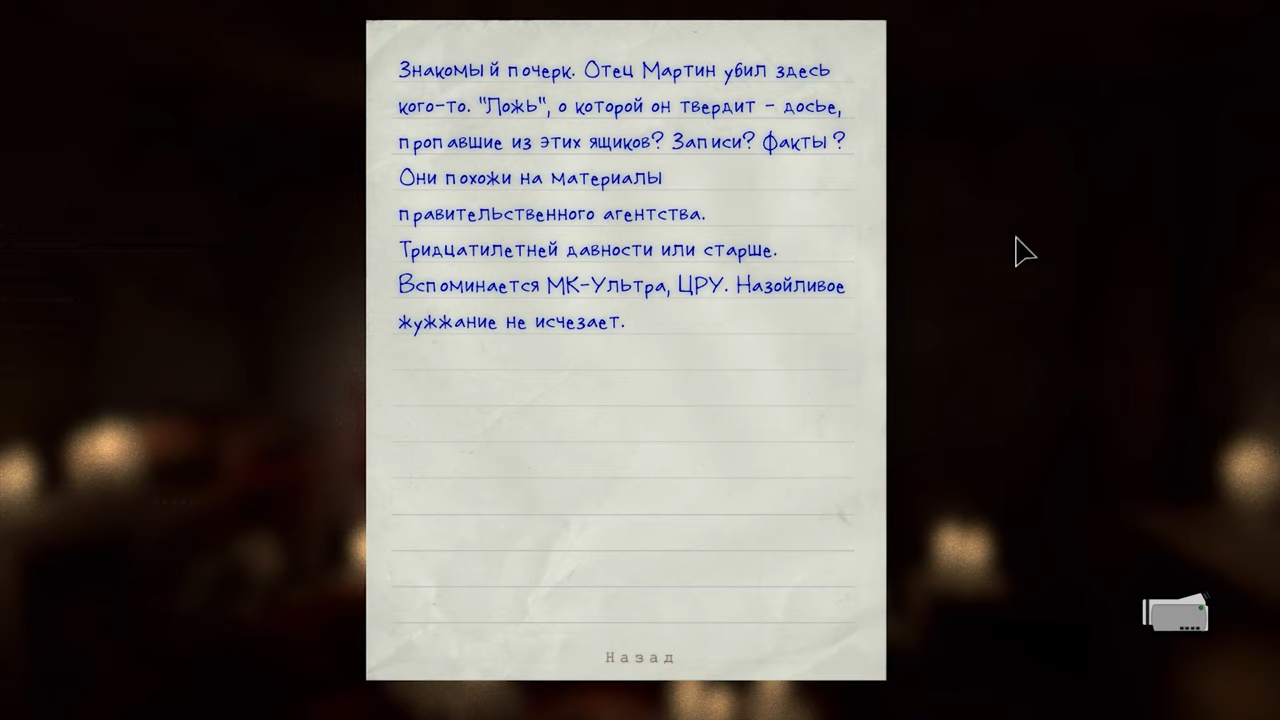 Знакомый почерк. Отец Мартин убил здесь
кого-то. "Ложь", о которой он твердит - досье,
пропавшие из этих ящиков? Записи? Факты?
Они похожи на материалы
правительственного агентства.
Тридцатилетней давности или старше.
Вспоминается МК-Ультра, ЦРУ. Назойливое
жужжание не исчезает.
Назад